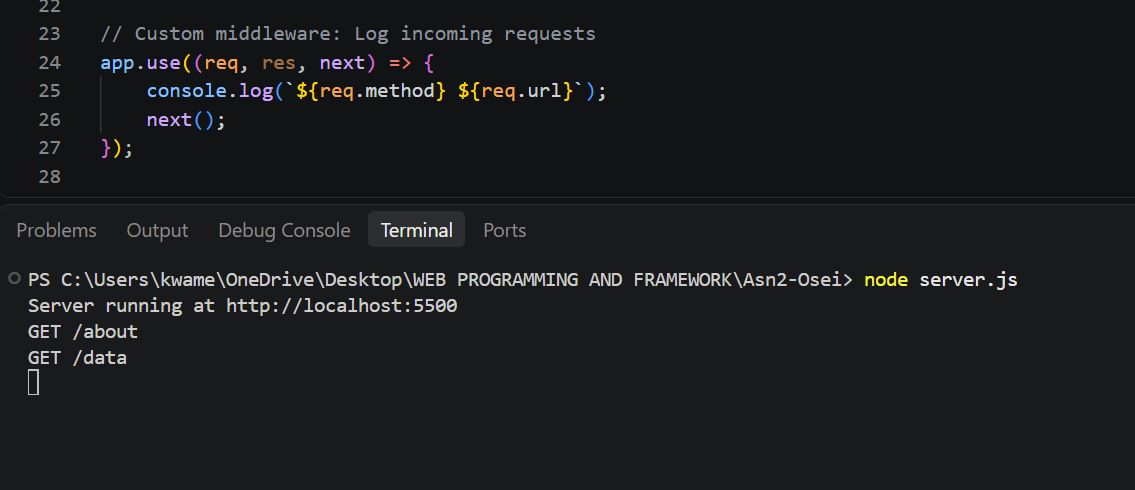 22
23 // Custom middleware: Log incoming requests
24 app.use((req, res, next) => {
25     console.log(`${req.method} ${req.url}`);
26     next();
27 });
28
Problems Output Debug Console Terminal Ports
PS C:\Users\kwame\OneDrive\Desktop\WEB PROGRAMMING AND FRAMEWORK\Asn2-Osei> node server.js
Server running at http://localhost:5500
GET /about
GET /data